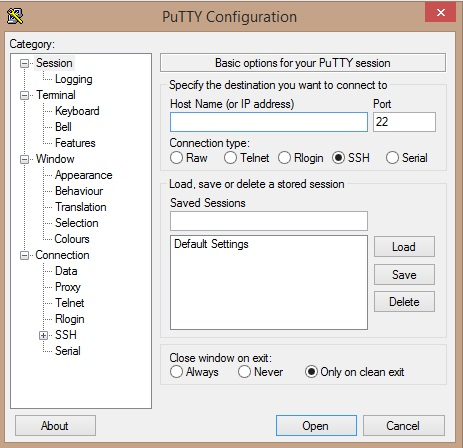 PuTTY Configuration
Category:
Session
Logging
Terminal
Keyboard
Bell
Features
Window
Appearance
Behaviour
Translation
Selection
Colours
Connection
Data
Proxy
Telnet
Rlogin
SSH
Serial
Basic options for your PuTTY session
Specify the destination you want to connect to
Host Name (or IP address) Port
22
Connection type:
Raw Telnet Rlogin SSH Serial
Load, save or delete a stored session
Saved Sessions
Default Settings
Load
Save
Delete
Close window on exit:
Always Never Only on clean exit
About Open Cancel